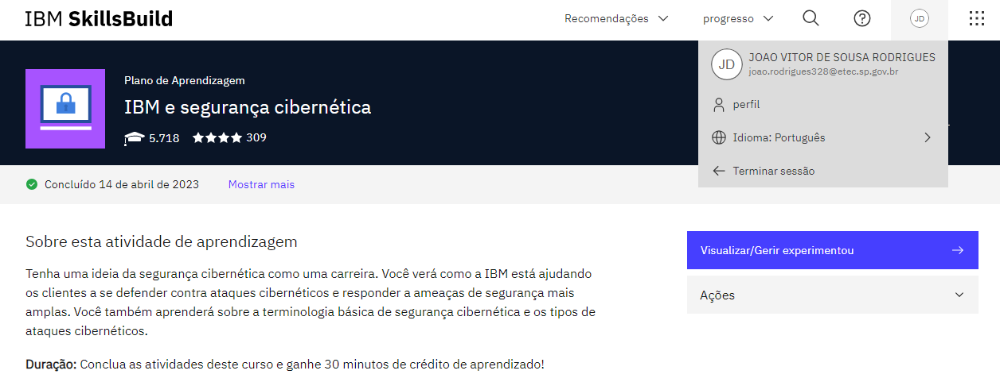 IBM SkillsBuild
Recomendações
progresso
JD
JD
JOAO VITOR DE SOUSA RODRIGUES
joao.rodrigues328@etec.sp.gov.br
perfil
Idioma: Português
Terminar sessão
Plano de Aprendizagem
IBM e segurança cibernética
5.718 309
Concluído 14 de abril de 2023 Mostrar mais
Sobre esta atividade de aprendizagem
Tenha uma ideia da segurança cibernética como uma carreira. Você verá como a IBM está ajudando
os clientes a se defender contra ataques cibernéticos e responder a ameaças de segurança mais
amplas. Você também aprenderá sobre a terminologia básica de segurança cibernética e os tipos de
ataques cibernéticos.
Duração: Conclua as atividades deste curso e ganhe 30 minutos de crédito de aprendizado!
Visualizar/Gerir experimentou
Ações